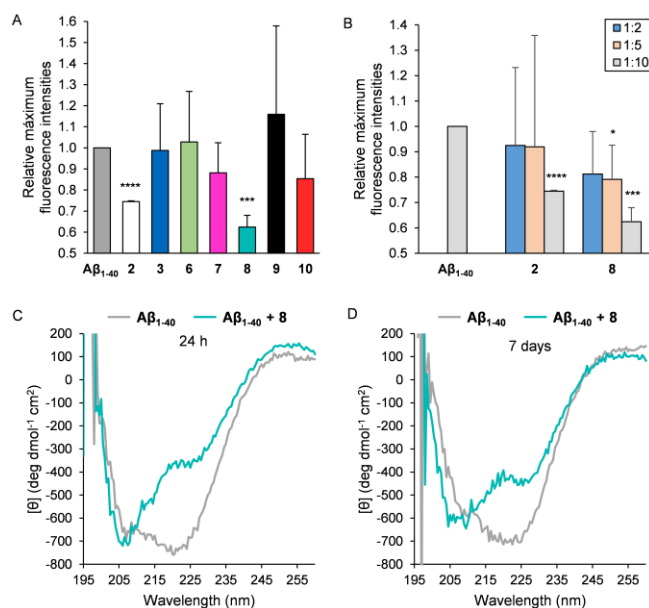 A
Relative máximum
fluorescence intensities
1.6
1.5
1.4
1.3
1.2
1.1
1.0
0.9
0.8
0.7
0.6
0.5
****
***
Aβ1-40 2 3 6 7 8 9 10
B
Relative máximum
fluorescence intensities
1.6
1.5
1.4
1.3
1.2
1.1
1.0
0.9
0.8
0.7
0.6
0.5
1:2
1:5
1:10
****
*
***
Aβ1-40 2 8
C
Aβ1-40 Aβ1-40 + 8
24 h
[θ] (deg dmol-1 cm2)
200
100
0
-100
-200
-300
-400
-500
-600
-700
-800
195 205 215 225 235 245 255
Wavelength (nm)
D
Aβ1-40 Aβ1-40 + 8
7 days
[θ] (deg dmol-1 cm2)
200
100
0
-100
-200
-300
-400
-500
-600
-700
-800
195 205 215 225 235 245 255
Wavelength (nm)